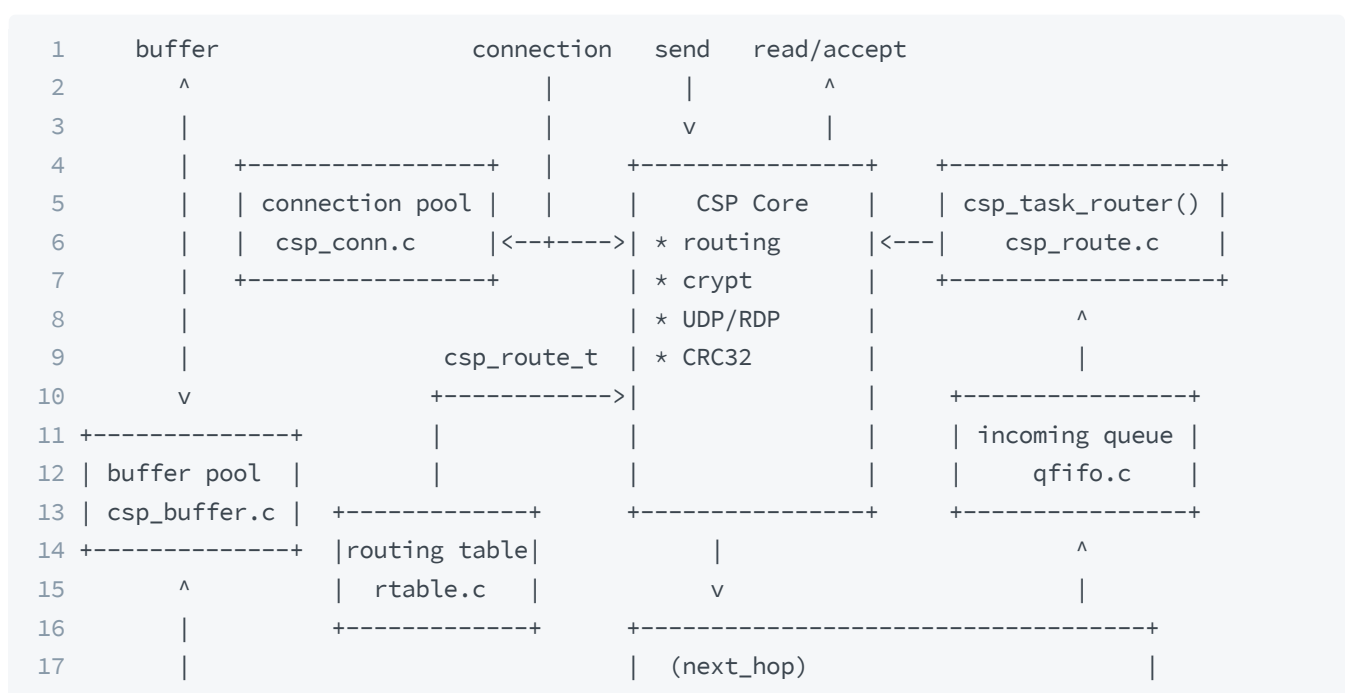 1     buffer                  connection   send   read/accept
2        ^                         |         |         ^
3        |                         |         v         |
4        |   +-----------------+   |     +----------------+    +-------------------+
5        |   | connection pool |   |     |    CSP Core    |    | csp_task_router() |
6        |   |  csp_conn.c     |<--+---->| * routing      |<---|    csp_route.c    |
7        |   +-----------------+         | * crypt        |    +-------------------+
8        |                               | * UDP/RDP      |              ^
9        |                  csp_route_t  | * CRC32        |              |
10        v                 +------------>|                |     +----------------+
11 +--------------+         |             |                |     | incoming queue |
12 | buffer pool  |         |             |                |     |     qfifo.c    |
13 | csp_buffer.c |  +-------------+      +----------------+     +----------------+
14 +--------------+  |routing table|            |                         ^
15        ^          |  rtable.c   |            v                         |
16        |          +-------------+      +------------------------------------+
17        |                               |  (next_hop)                        |